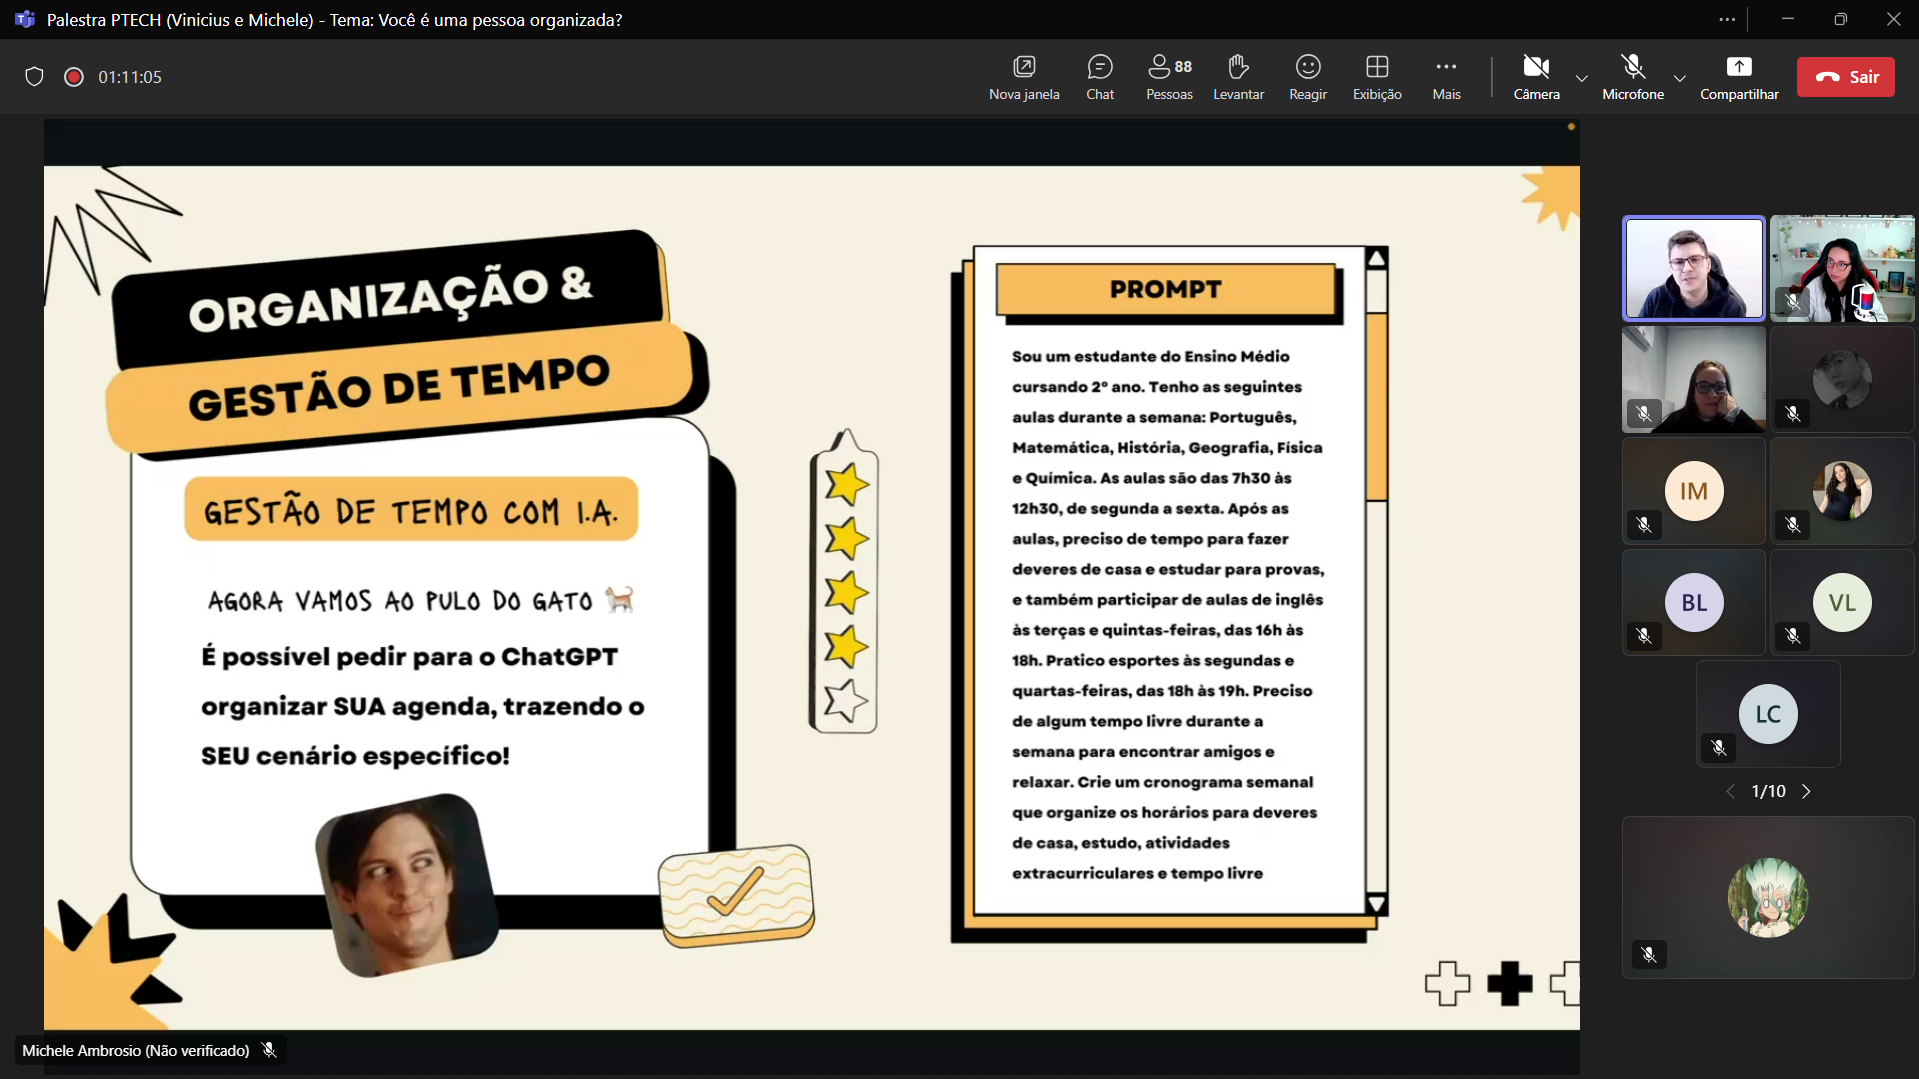 Palestra PTECH (Vinicius e Michele) - Tema: Você é uma pessoa organizada?
01:11:05
Nova janela
Chat
88
Pessoas
Levantar
Reagir
Exibição
Mais
Câmera
Microfone
Compartilhar
Sair
ORGANIZAÇÃO &
GESTÃO DE TEMPO
GESTÃO DE TEMPO COM I.A.
AGORA VAMOS AO PULO DO GATO 🐈
É possível pedir para o ChatGPT
organizar SUA agenda, trazendo o
SEU cenário específico!
PROMPT
Sou um estudante do Ensino Médio
cursando 2º ano. Tenho as seguintes
aulas durante a semana: Português,
Matemática, História, Geografia, Física
e Química. As aulas são das 7h30 às
12h30, de segunda a sexta. Após as
aulas, preciso de tempo para fazer
deveres de casa e estudar para provas,
e também participar de aulas de inglês
às terças e quintas-feiras, das 16h às
18h. Pratico esportes às segundas e
quartas-feiras, das 18h às 19h. Preciso
de algum tempo livre durante a
semana para encontrar amigos e
relaxar. Crie um cronograma semanal
que organize os horários para deveres
de casa, estudo, atividades
extracurriculares e tempo livre
IM
BL
VL
LC
1/10
Michele Ambrosio (Não verificado)